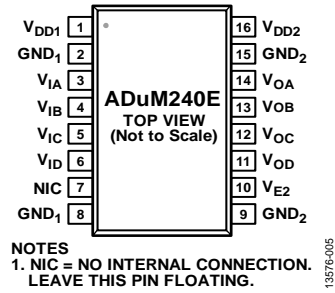 VDD1 1 16 VDD2
GND1 2 15 GND2
VIA 3 14 VOA
VIB 4 ADuM240E 13 VOB
TOP VIEW
VIC 5 (Not to Scale) 12 VOC
VID 6 11 VOD
NIC 7 10 VE2
GND1 8 9 GND2
NOTES
1. NIC = NO INTERNAL CONNECTION.
LEAVE THIS PIN FLOATING.
13576-005